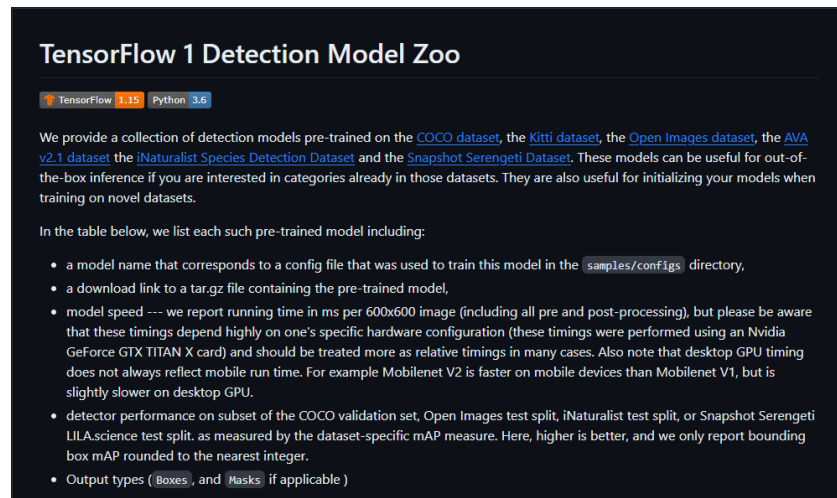 TensorFlow 1 Detection Model Zoo
TensorFlow 1.15 Python 3.6
We provide a collection of detection models pre-trained on the COCO dataset, the Kitti dataset, the Open Images dataset, the AVA
v2.1 dataset the iNaturalist Species Detection Dataset and the Snapshot Serengeti Dataset. These models can be useful for out-of-
the-box inference if you are interested in categories already in those datasets. They are also useful for initializing your models when
training on novel datasets.
In the table below, we list each such pre-trained model including:
• a model name that corresponds to a config file that was used to train this model in the samples/configs directory,
• a download link to a tar.gz file containing the pre-trained model,
• model speed --- we report running time in ms per 600x600 image (including all pre and post-processing), but please be aware
that these timings depend highly on one's specific hardware configuration (these timings were performed using an Nvidia
GeForce GTX TITAN X card) and should be treated more as relative timings in many cases. Also note that desktop GPU timing
does not always reflect mobile run time. For example Mobilenet V2 is faster on mobile devices than Mobilenet V1, but is
slightly slower on desktop GPU.
• detector performance on subset of the COCO validation set, Open Images test split, iNaturalist test split, or Snapshot Serengeti
LILA.science test split. as measured by the dataset-specific mAP measure. Here, higher is better, and we only report bounding
box mAP rounded to the nearest integer.
• Output types (Boxes, and Masks if applicable )